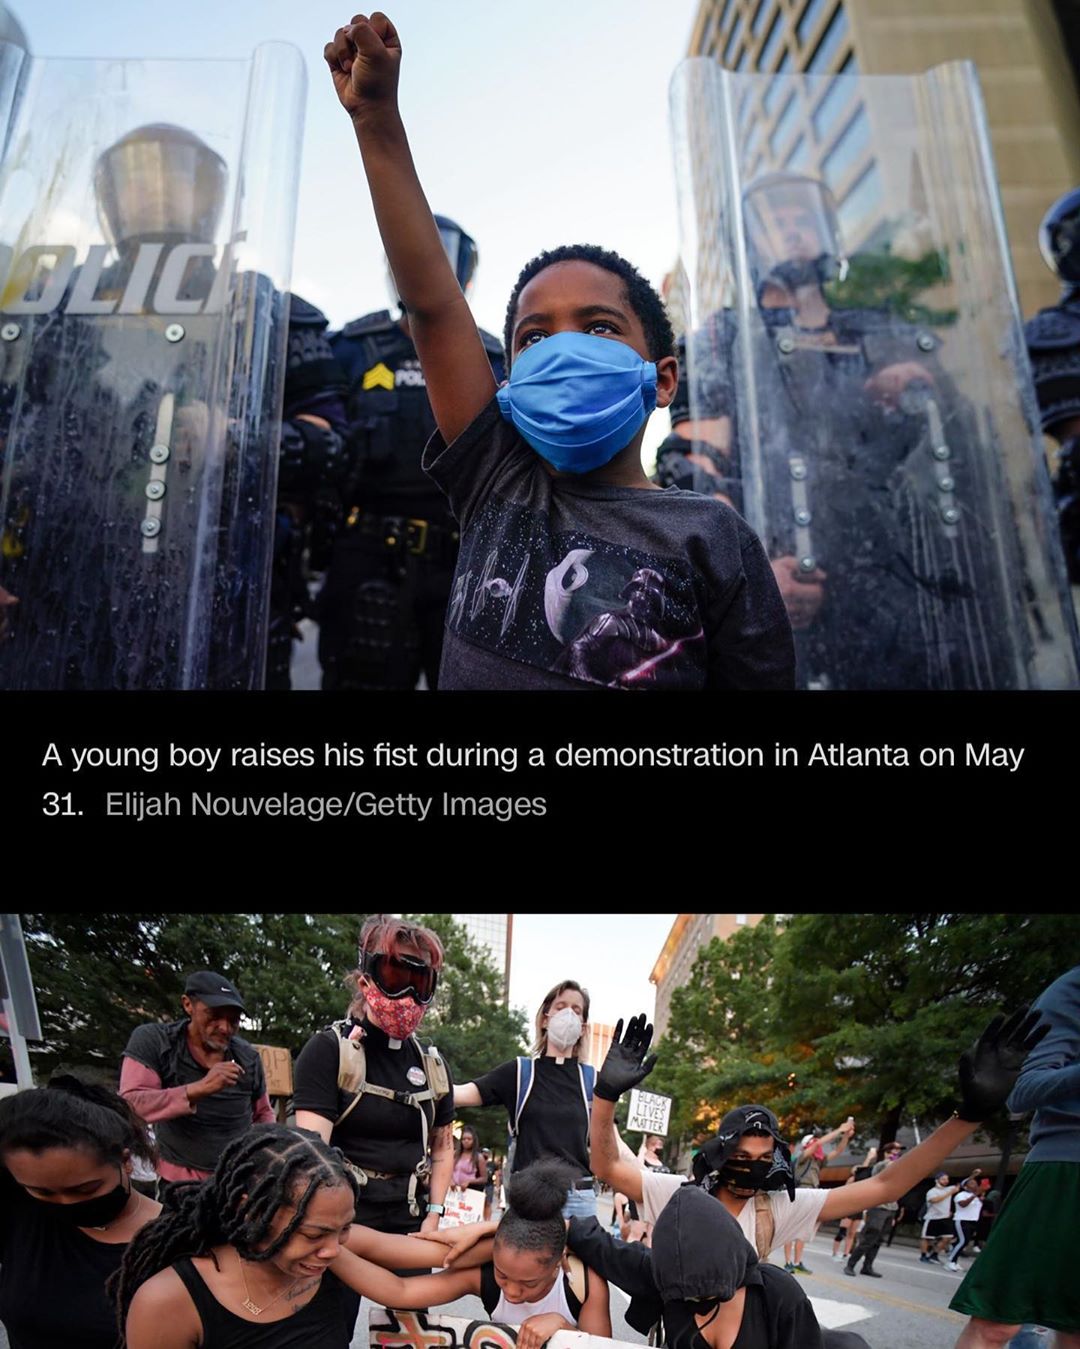 POLICE
POL
A young boy raises his fist during a demonstration in Atlanta on May
31. Elijah Nouvelage/Getty Images
BLACK
LIVES
MATTER